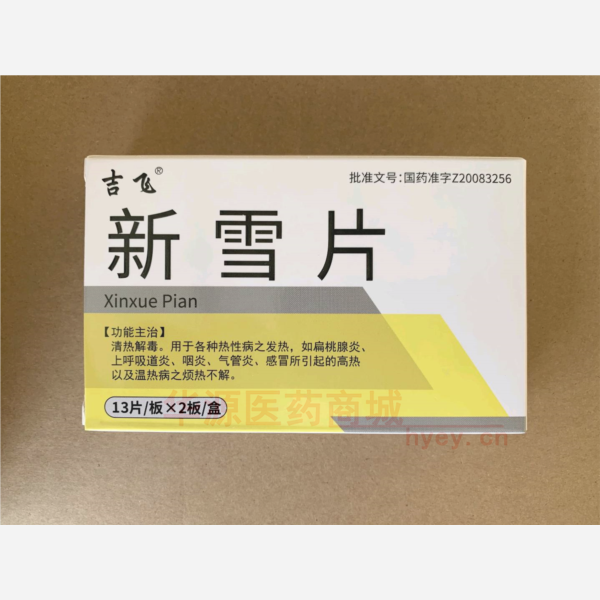 吉飞®
批准文号:国药准字Z20083256
新雪片
Xinxue Pian
【功能主治】
清热解毒。用于各种热性病之发热,如扁桃腺炎、
上呼吸道炎、咽炎、气管炎、感冒所引起的高热
以及温热病之烦热不解。
13片/板×2板/盒
华源医药商城
hyey.cn